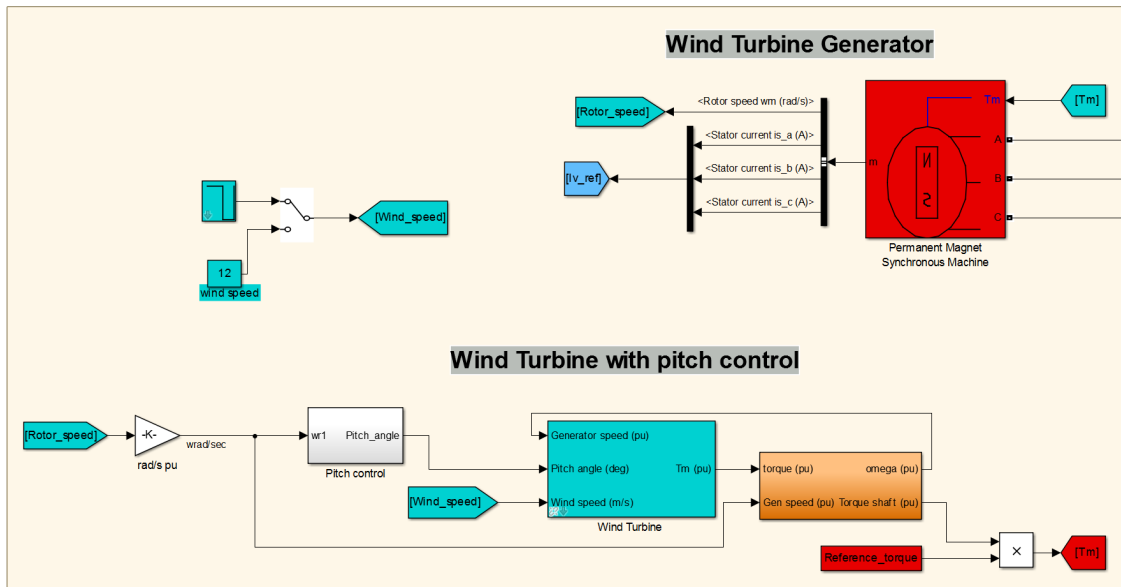 Wind Turbine Generator
<Rotor speed wm (rad/s)>
[Rotor_speed]
<Stator current is_a (A)>
<Stator current is_b (A)>
<Stator current is_c (A)>
[Iv_ref]
m
Tm
A
B
C
N
S
[Tm]
Permanent Magnet
Synchronous Machine
[Wind_speed]
12
wind speed
Wind Turbine with pitch control
[Rotor_speed]
-K-
rad/s pu
wrad/sec
wr1
Pitch_angle
Pitch control
[Wind_speed]
Generator speed (pu)
Pitch angle (deg)
Tm (pu)
Wind speed (m/s)
Wind Turbine
torque (pu)
omega (pu)
Gen speed (pu)
Torque shaft (pu)
Reference_torque
×
[Tm]